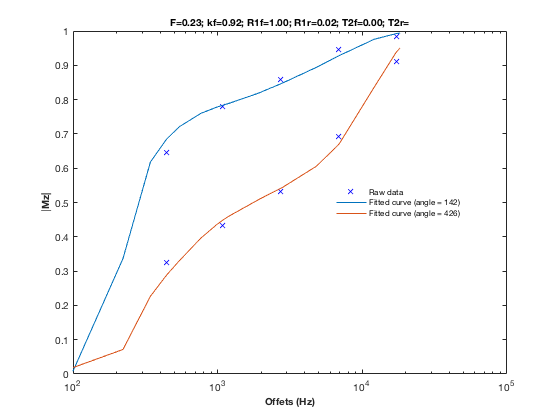 F=0.23; kf=0.92; R1f=1.00; R1r=0.02; T2f=0.00; T2r=
1
0.9
0.8
0.7
0.6
0.5
0.4
0.3
0.2
0.1
0
|Mz|
Raw data
Fitted curve (angle = 142)
Fitted curve (angle = 426)
10^2
10^3
10^4
10^5
Offets (Hz)